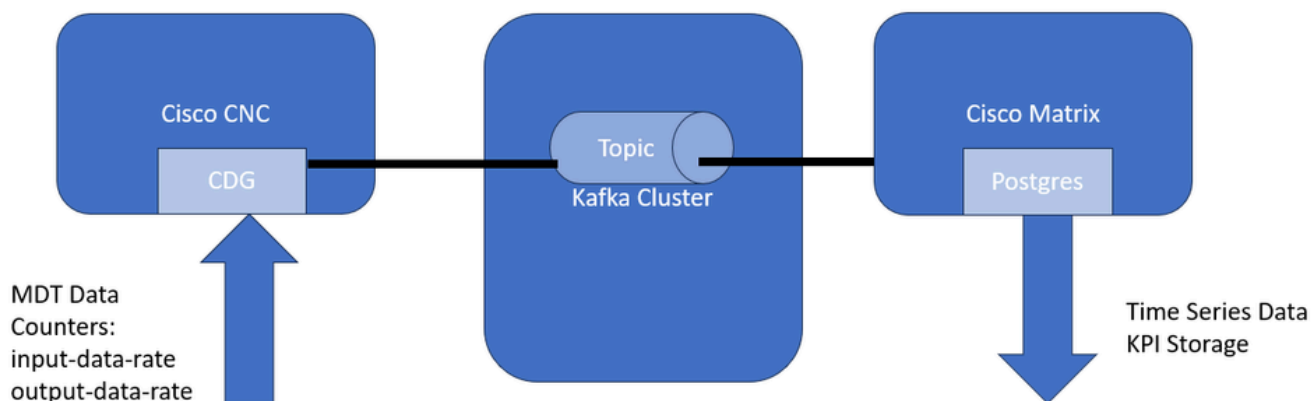 Cisco CNC
CDG
MDT Data
Counters:
input-data-rate
output-data-rate
Topic
Kafka Cluster
Cisco Matrix
Postgres
Time Series Data
KPI Storage